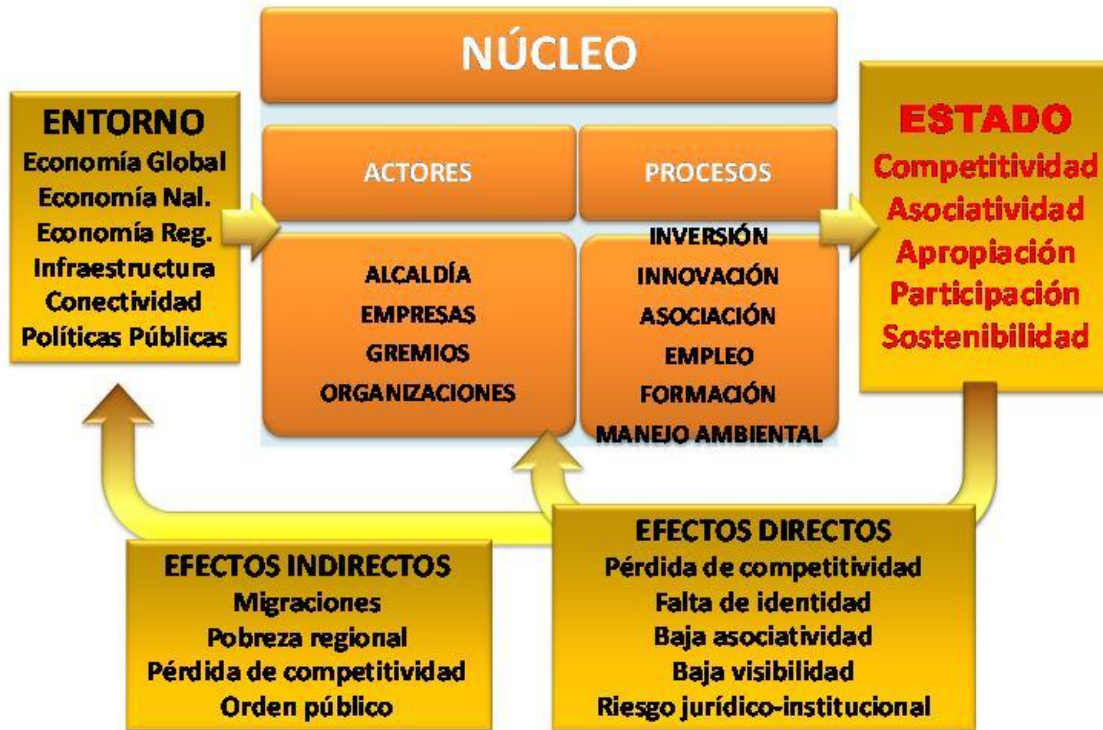 NÚCLEO
ENTORNO
Economía Global
Economía Nal.
Economía Reg.
Infraestructura
Conectividad
Políticas Públicas
ACTORES
ALCALDÍA
EMPRESAS
GREMIOS
ORGANIZACIONES
PROCESOS
INVERSIÓN
INNOVACIÓN
ASOCIACIÓN
EMPLEO
FORMACIÓN
MANEJO AMBIENTAL
ESTADO
Competitividad
Asociatividad
Apropiación
Participación
Sostenibilidad
EFECTOS INDIRECTOS
Migraciones
Pobreza regional
Pérdida de competitividad
Orden público
EFECTOS DIRECTOS
Pérdida de competitividad
Falta de identidad
Baja asociatividad
Baja visibilidad
Riesgo jurídico-institucional